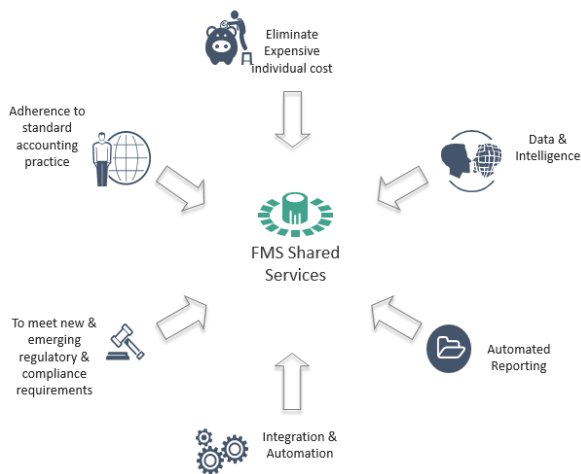 Eliminate
Expensive
individual cost
Adherence to
standard
accounting
practice
Data &
Intelligence
FMS Shared
Services
To meet new &
emerging
regulatory &
compliance
requirements
Automated
Reporting
Integration &
Automation